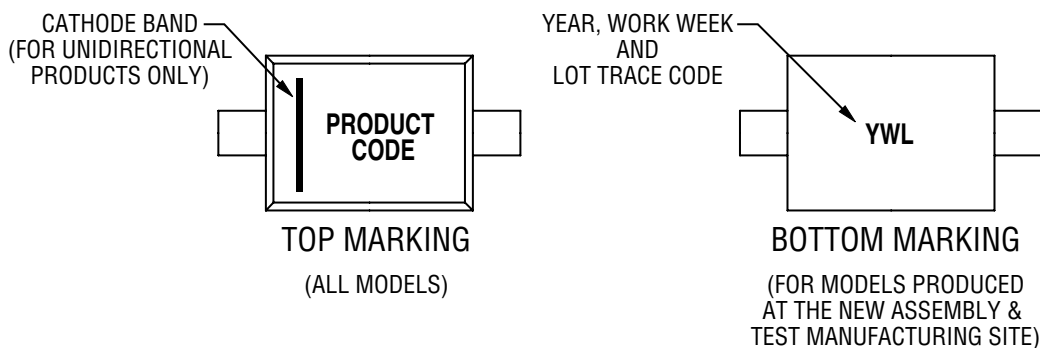 CATHODE BAND
(FOR UNIDIRECTIONAL
PRODUCTS ONLY)
PRODUCT
CODE
TOP MARKING
(ALL MODELS)
YEAR, WORK WEEK
AND
LOT TRACE CODE
YWL
BOTTOM MARKING
(FOR MODELS PRODUCED
AT THE NEW ASSEMBLY &
TEST MANUFACTURING SITE)